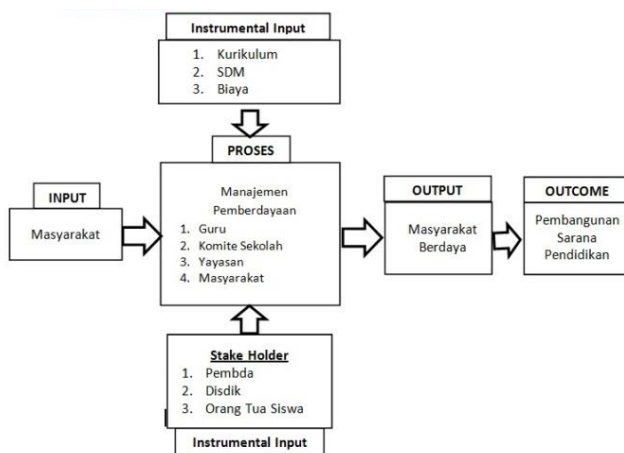 Instrumental Input
1. Kurikulum
2. SDM
3. Biaya
PROSES
Manajemen
Pemberdayaan
1. Guru
2. Komite Sekolah
3. Yayasan
4. Masyarakat
INPUT
Masyarakat
OUTPUT
Masyarakat
Berdaya
OUTCOME
Pembangunan
Sarana
Pendidikan
Stake Holder
1. Pembda
2. Disdik
3. Orang Tua Siswa
Instrumental Input